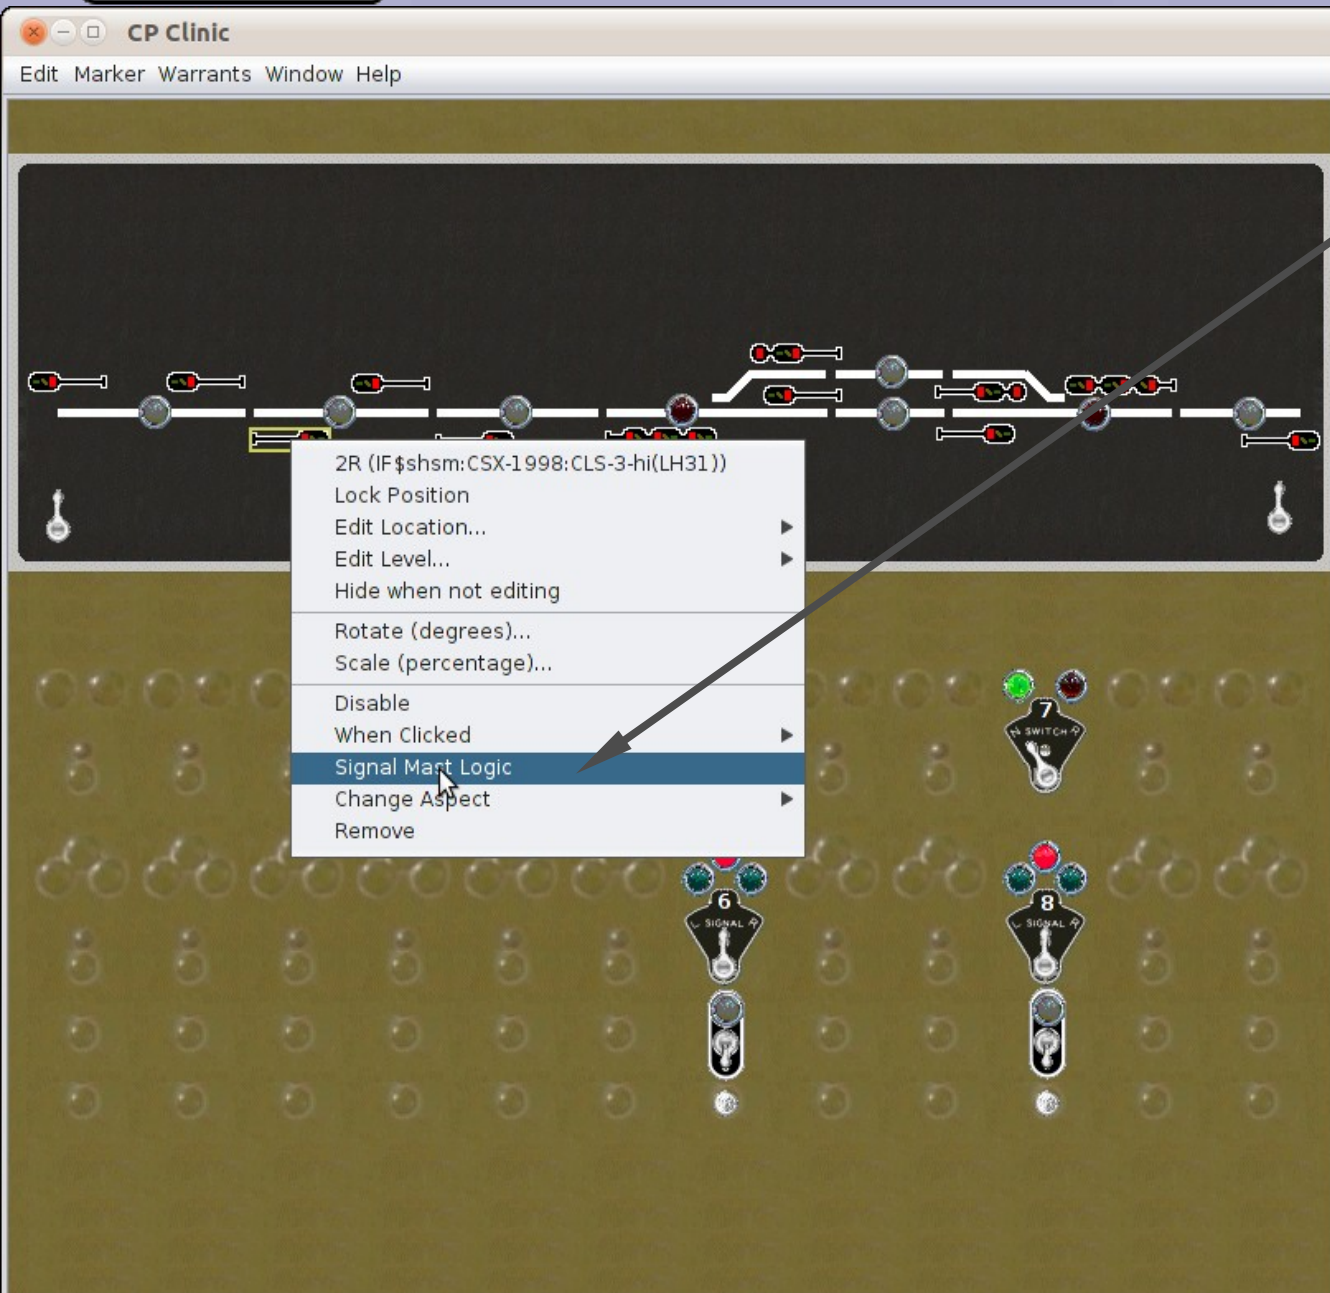 CP Clinic
Edit Marker Warrants Window Help
2R (IF$shsm:CSX-1998:CLS-3-hi(LH31))
Lock Position
Edit Location...
Edit Level...
Hide when not editing
Rotate (degrees)...
Scale (percentage)...
Disable
When Clicked
Signal Mast Logic
Change Aspect
Remove
7
N SWITCH R
6
L SIGNAL R
8
L SIGNAL R